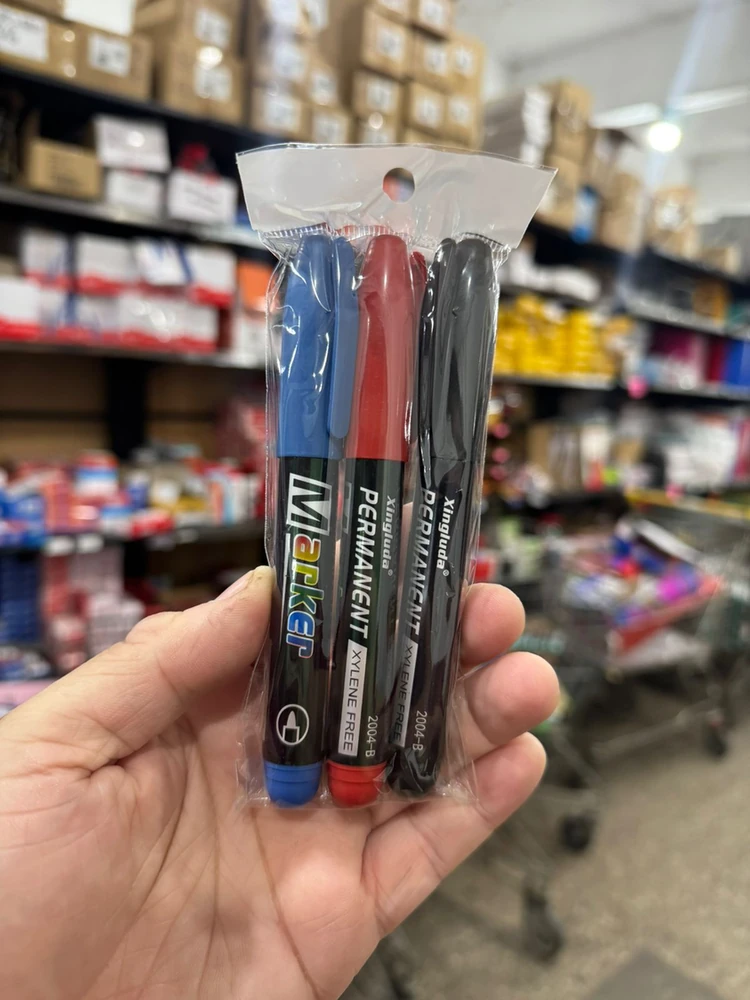 Marker
Xingluda®
PERMANENT
XYLENE FREE
2004-B
Xingluda®
PERMANENT
XYLENE FREE
2004-B